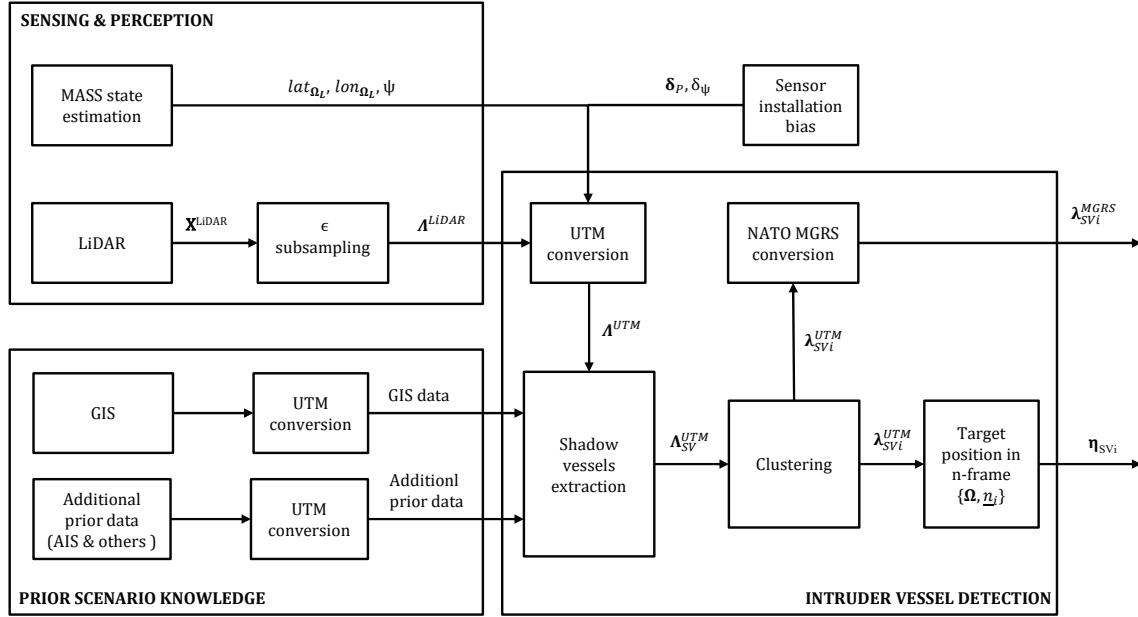 SENSING & PERCEPTION
MASS state
estimation
lat_{Ω_L}, lon_{Ω_L}, ψ
δ_P, δ_ψ
Sensor
installation
bias
LiDAR
X^{LiDAR}
ϵ
subsampling
Λ^{LiDAR}
UTM
conversion
NATO MGRS
conversion
λ_{SVi}^{MGRS}
Λ^{UTM}
λ_{SVi}^{UTM}
GIS
UTM
conversion
GIS data
Additional
prior data
(AIS & others )
UTM
conversion
Additionl
prior data
Shadow
vessels
extraction
Λ_{SV}^{UTM}
Clustering
λ_{SVi}^{UTM}
Target
position in
n-frame
{Ω, n_i}
η_{SVi}
PRIOR SCENARIO KNOWLEDGE
INTRUDER VESSEL DETECTION